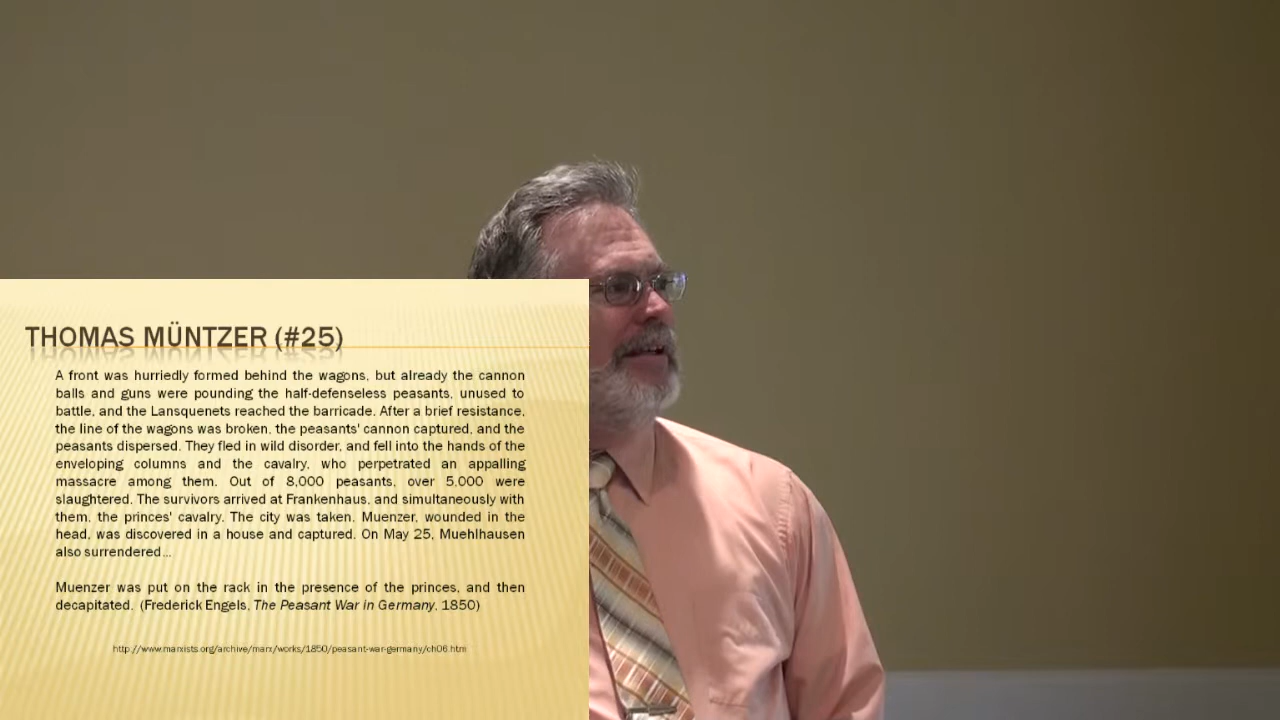 THOMAS MÜNTZER (#25)
A front was hurriedly formed behind the wagons, but already the cannon
balls and guns were pounding the half-defenseless peasants, unused to
battle, and the Lansquenets reached the barricade. After a brief resistance,
the line of the wagons was broken, the peasants' cannon captured, and the
peasants dispersed. They fled in wild disorder, and fell into the hands of the
enveloping columns and the cavalry, who perpetrated an appalling
massacre among them. Out of 8,000 peasants, over 5,000 were
slaughtered. The survivors arrived at Frankenhaus, and simultaneously with
them, the princes' cavalry. The city was taken. Muenzer, wounded in the
head, was discovered in a house and captured. On May 25, Muehlhausen
also surrendered...
Muenzer was put on the rack in the presence of the princes, and then
decapitated. (Frederick Engels, The Peasant War in Germany, 1850)
http://www.marxists.org/archive/marx/works/1850/peasant-war-germany/ch06.htm